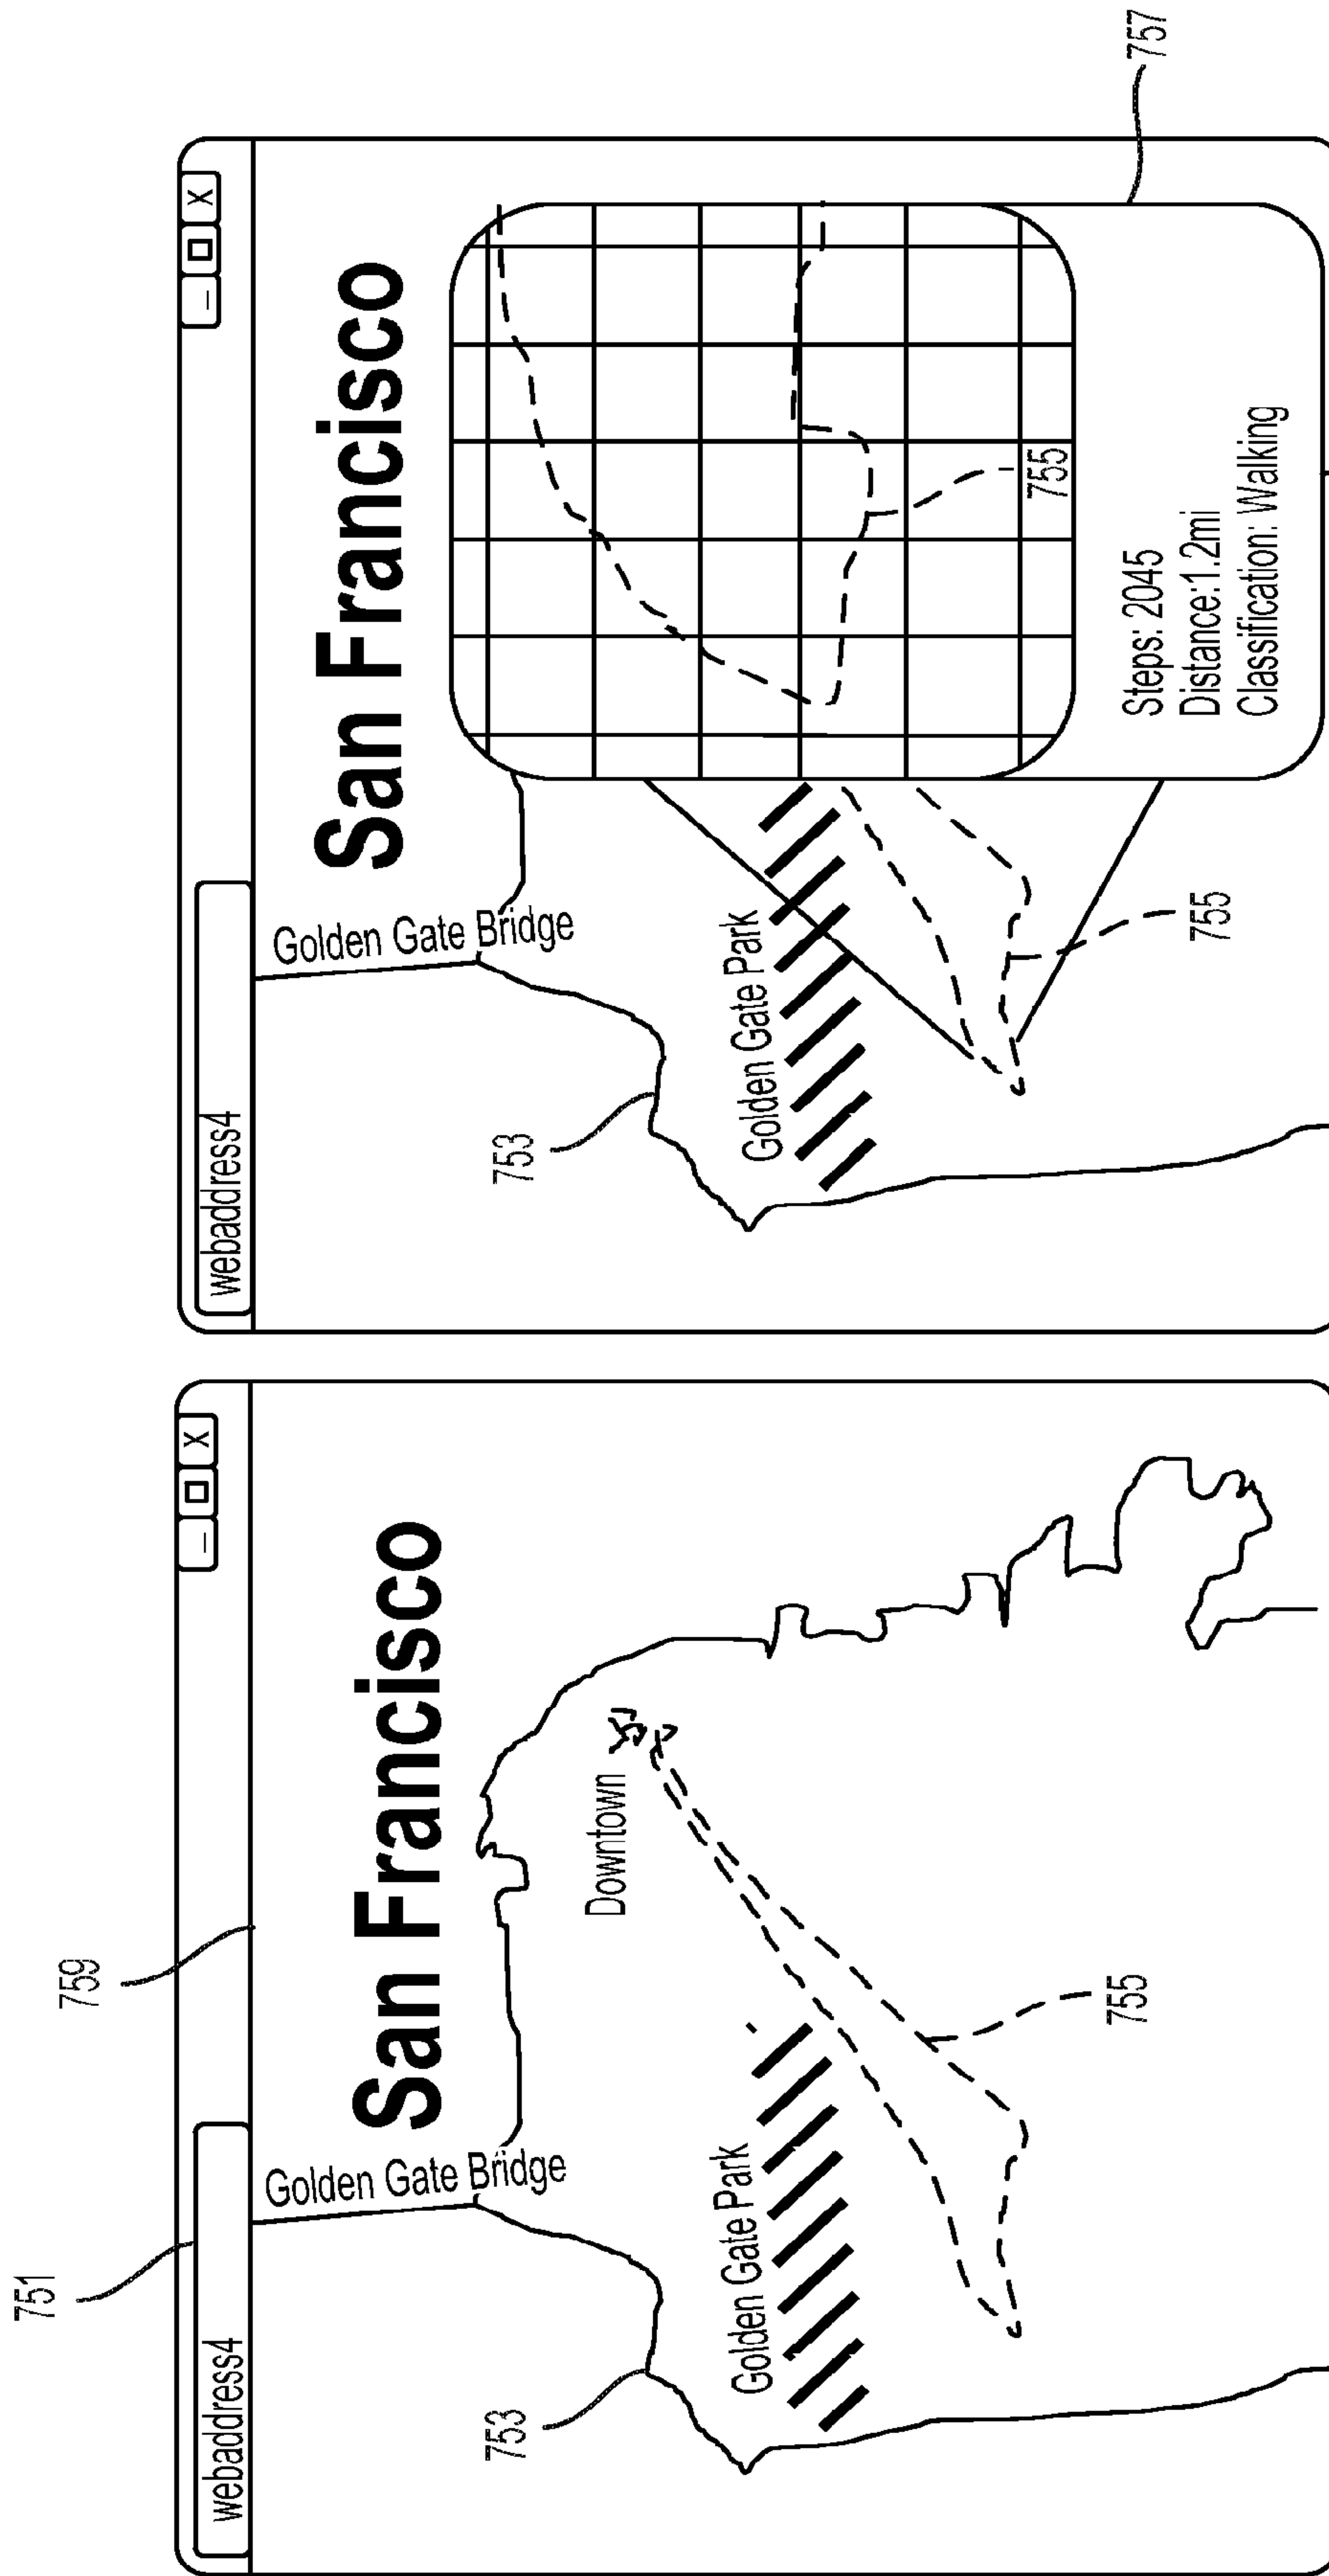 751
759
webaddress4
_ X
San Francisco
Golden Gate Bridge
753
Downtown
Golden Gate Park
755
webaddress4
_ X
San Francisco
Golden Gate Bridge
753
Golden Gate Park
755
755
Steps: 2045
Distance:1.2mi
Classification: Walking
757